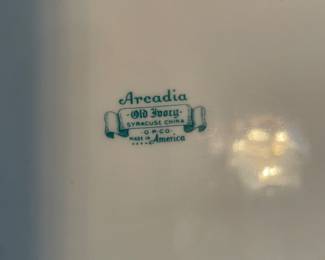 Arcadia
Old Ivory
SYRACUSE CHINA
O.P.CO.
MADE IN America